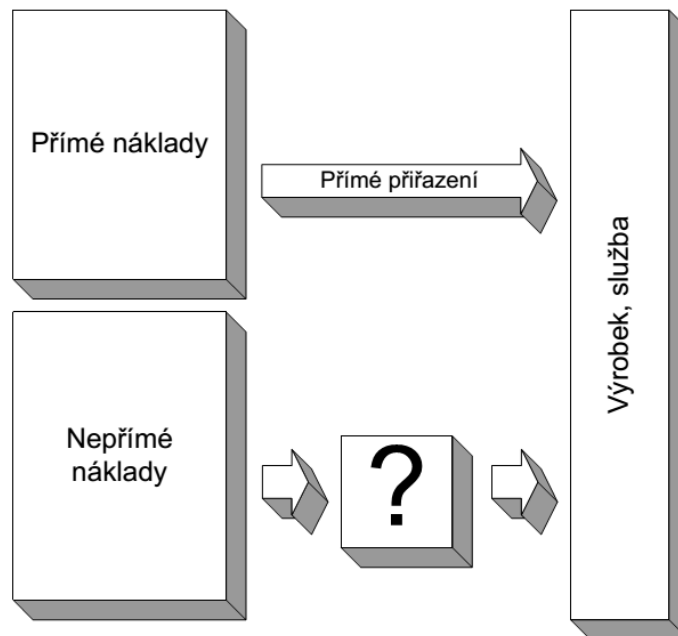 Přímé náklady
Přímé přiřazení
Nepřímé
náklady
?
Výrobek, služba